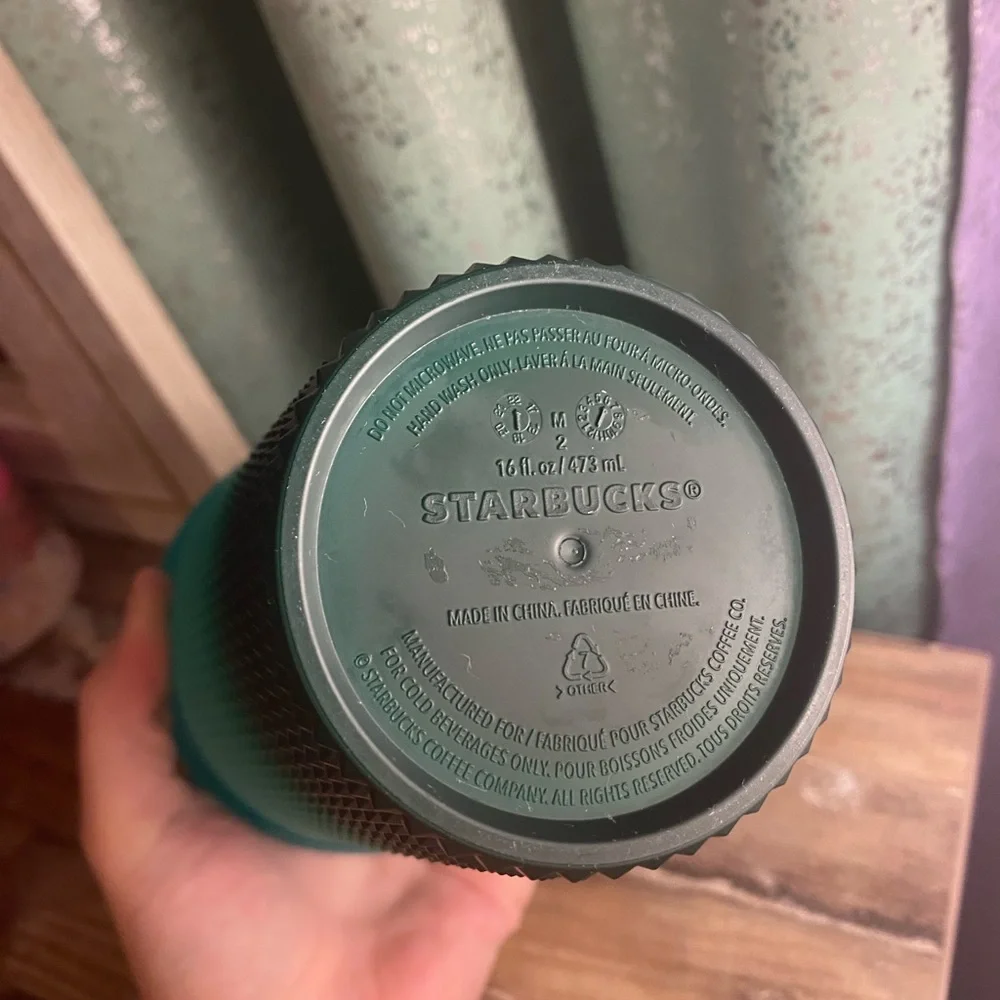 DO NOT MICROWAVE. NE PAS PASSER AU FOUR À MICRO-ONDES.
HAND WASH ONLY. LAVER À LA MAIN SEULEMENT.
M
2
16 fl. oz/473 mL
STARBUCKS®
MADE IN CHINA. FABRIQUÉ EN CHINE.
7
>OTHER<
MANUFACTURED FOR / FABRIQUÉ POUR STARBUCKS COFFEE CO.
FOR COLD BEVERAGES ONLY. POUR BOISSONS FROIDES UNIQUEMENT.
© STARBUCKS COFFEE COMPANY. ALL RIGHTS RESERVED. TOUS DROITS RESERVES.